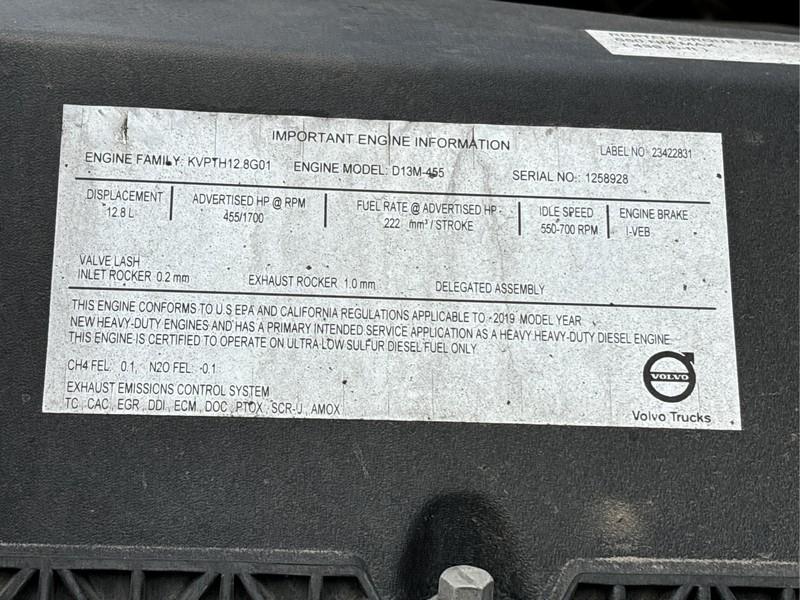 IMPORTANT ENGINE INFORMATION
LABEL NO 23422831
ENGINE FAMILY: KVPTH12.8G01 ENGINE MODEL: D13M-455 SERIAL NO: 1258928
DISPLACEMENT ADVERTISED HP @ RPM FUEL RATE @ ADVERTISED HP IDLE SPEED ENGINE BRAKE
12.8 L 455/1700 222 mm³ / STROKE 550-700 RPM I-VEB
VALVE LASH
INLET ROCKER 0.2 mm EXHAUST ROCKER 1.0 mm DELEGATED ASSEMBLY
THIS ENGINE CONFORMS TO U S EPA AND CALIFORNIA REGULATIONS APPLICABLE TO - 2019 MODEL YEAR
NEW HEAVY-DUTY ENGINES AND HAS A PRIMARY INTENDED SERVICE APPLICATION AS A HEAVY HEAVY-DUTY DIESEL ENGINE
THIS ENGINE IS CERTIFIED TO OPERATE ON ULTRA LOW SULFUR DIESEL FUEL ONLY
CH4 FEL: 0.1, N2O FEL: -0.1
EXHAUST EMISSIONS CONTROL SYSTEM
TC , CAC , EGR , DDI , ECM , DOC , PTOX , SCR-U , AMOX
VOLVO
Volvo Trucks